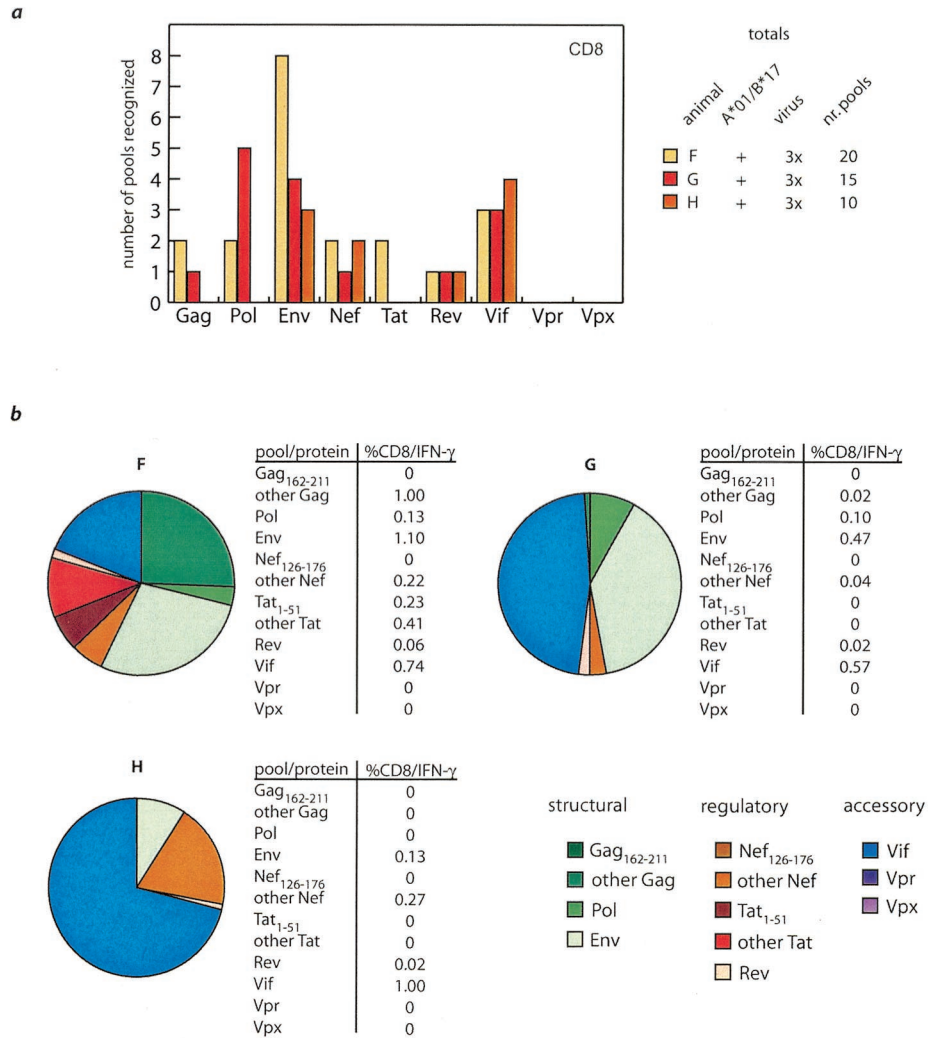 a
CD8
number of pools recognized
8
7
6
5
4
3
2
1
0
Gag Pol Env Nef Tat Rev Vif Vpr Vpx
totals
animal A*01/B*17 virus nr. pools
F + 3x 20
G + 3x 15
H + 3x 10
b
F
pool/protein %CD8/IFN-γ
Gag162-211 0
other Gag 1.00
Pol 0.13
Env 1.10
Nef126-176 0
other Nef 0.22
Tat1-51 0.23
other Tat 0.41
Rev 0.06
Vif 0.74
Vpr 0
Vpx 0
G
pool/protein %CD8/IFN-γ
Gag162-211 0
other Gag 0.02
Pol 0.10
Env 0.47
Nef126-176 0
other Nef 0.04
Tat1-51 0
other Tat 0
Rev 0.02
Vif 0.57
Vpr 0
Vpx 0
H
pool/protein %CD8/IFN-γ
Gag162-211 0
other Gag 0
Pol 0
Env 0.13
Nef126-176 0
other Nef 0.27
Tat1-51 0
other Tat 0
Rev 0.02
Vif 1.00
Vpr 0
Vpx 0
structural
Gag162-211
other Gag
Pol
Env
regulatory
Nef126-176
other Nef
Tat1-51
other Tat
Rev
accessory
Vif
Vpr
Vpx